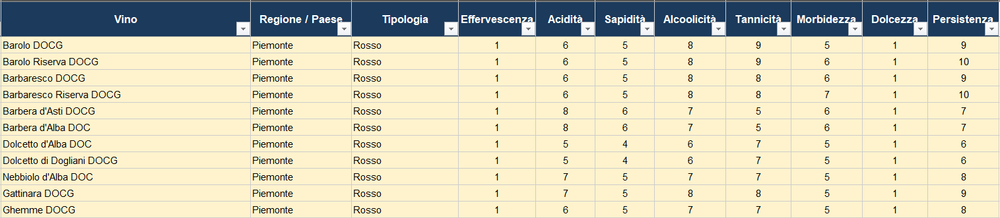 Vino Regione / Paese Tipologia Effervescenza Acidità Sapidità Alcoolicità Tannicità Morbidezza Dolcezza Persistenza
Barolo DOCG Piemonte Rosso 1 6 5 8 9 5 1 9
Barolo Riserva DOCG Piemonte Rosso 1 6 5 8 9 6 1 10
Barbaresco DOCG Piemonte Rosso 1 6 5 8 8 6 1 9
Barbaresco Riserva DOCG Piemonte Rosso 1 6 5 8 8 7 1 10
Barbera d'Asti DOCG Piemonte Rosso 1 8 6 7 5 6 1 7
Barbera d'Alba DOC Piemonte Rosso 1 8 6 7 5 6 1 7
Dolcetto d'Alba DOC Piemonte Rosso 1 5 4 6 7 5 1 6
Dolcetto di Dogliani DOCG Piemonte Rosso 1 5 4 6 7 5 1 6
Nebbiolo d'Alba DOC Piemonte Rosso 1 7 5 7 7 5 1 8
Gattinara DOCG Piemonte Rosso 1 7 5 8 8 5 1 9
Ghemme DOCG Piemonte Rosso 1 6 5 7 7 5 1 8